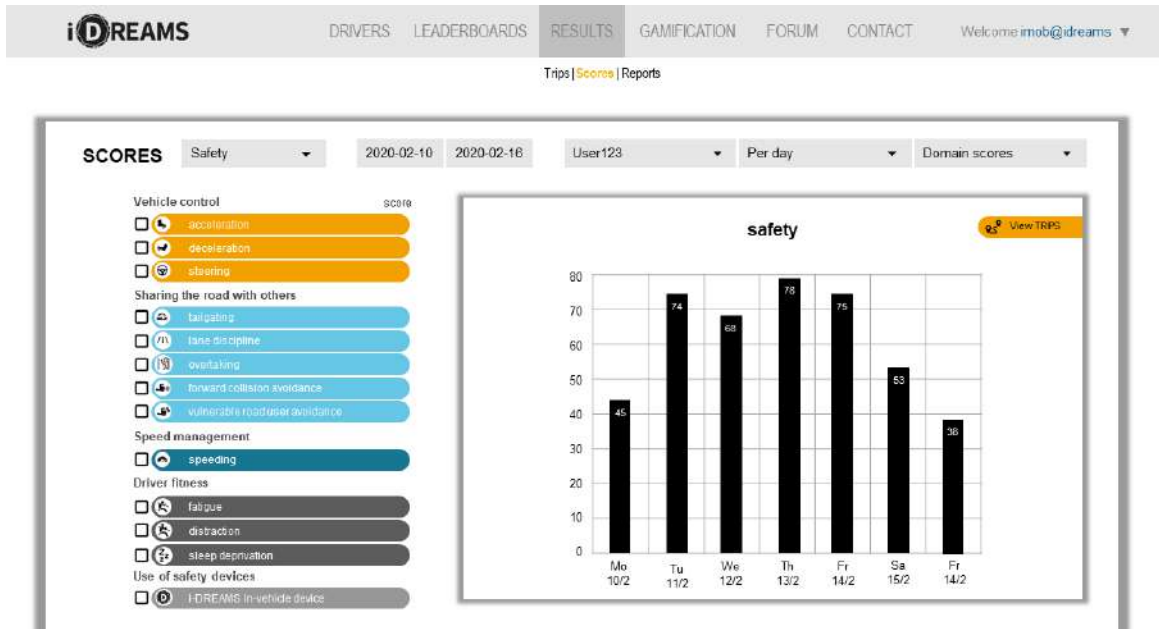 iDREAMS DRIVERS LEADERBOARDS RESULTS GAMIFICATION FORUM CONTACT Welcome imob@idreams ▼
Trips | Scores | Reports
SCORES Safety 2020-02-10 2020-02-16 User123 Per day Domain scores
Vehicle control score
acceleration
deceleration
steering
Sharing the road with others
tailgating
lane discipline
overtaking
forward collision avoidance
vulnerable road user avoidance
Speed management
speeding
Driver fitness
fatigue
distraction
sleep deprivation
Use of safety devices
i-DREAMS in-vehicle device
safety
View TRIPS
80
70
60
50
40
30
20
10
0
45
74
68
78
75
53
38
Mo Tu We Th Fr Sa Fr
10/2 11/2 12/2 13/2 14/2 15/2 14/2